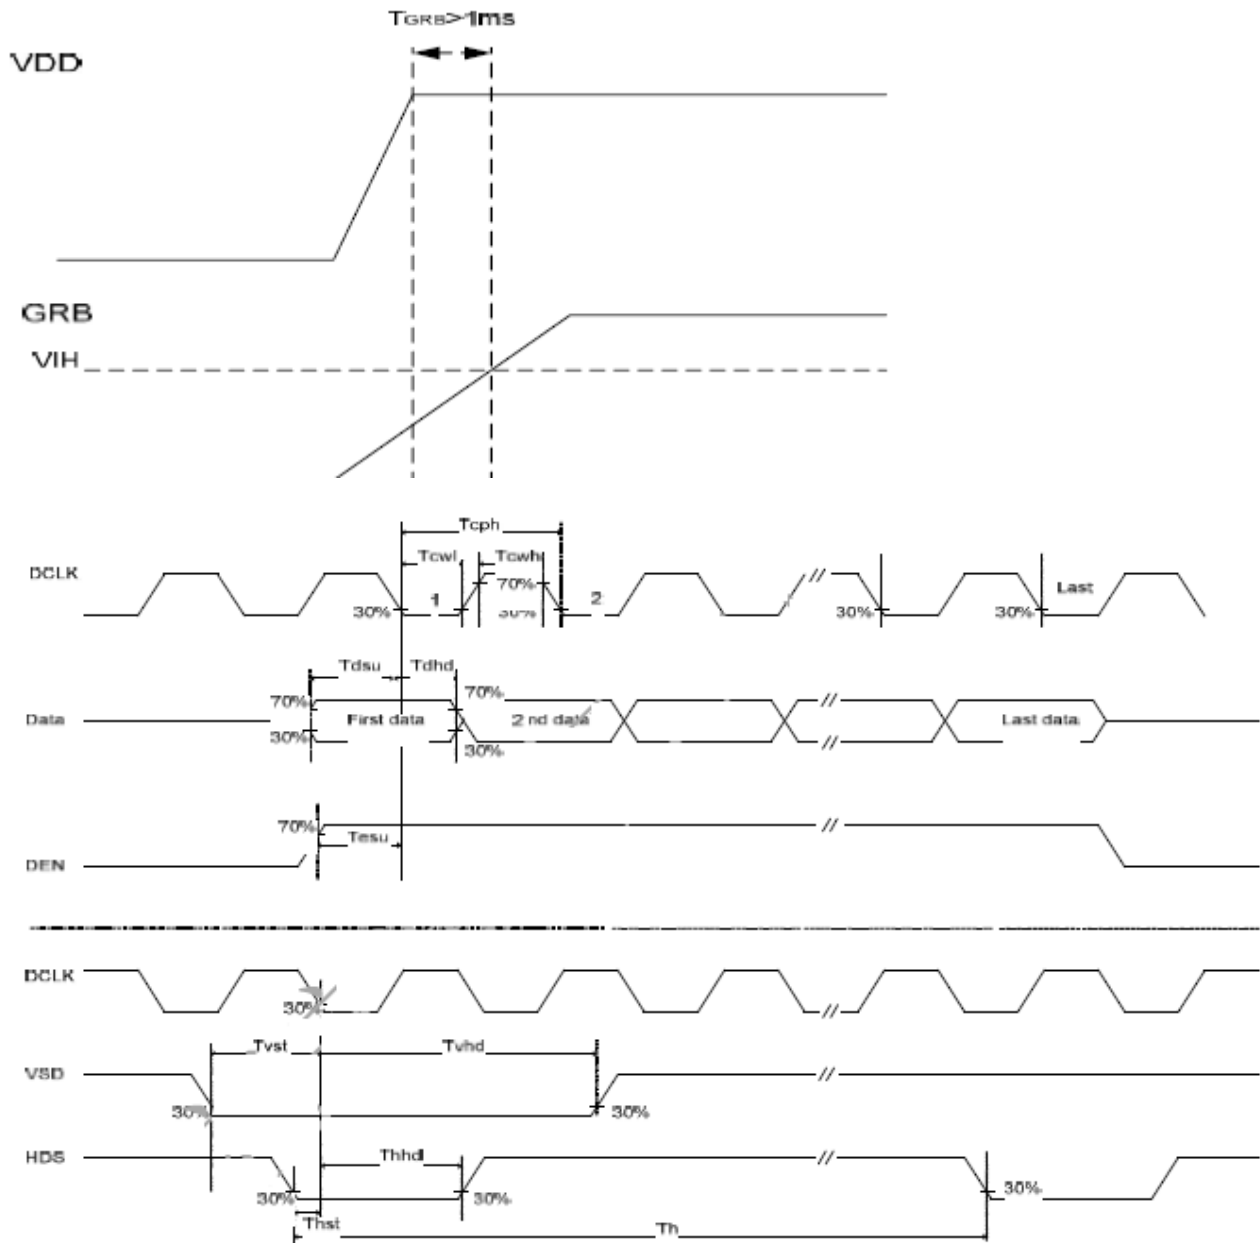 TGRB>1ms
VDD
GRB
VIH
Tcph
Tcwl Tcwh
DCLK 70%
30% 1 30% 2 30% 30% Last
Tdsu Tdhd
70% 70%
Data First data 2 nd data // Last data
30% 30% //
70% //
Tesu
DEN
DCLK
30% //
Tvst Tvhd
VSD //
30% 30%
HDS Thhd //
30% 30% 30%
Thst Th